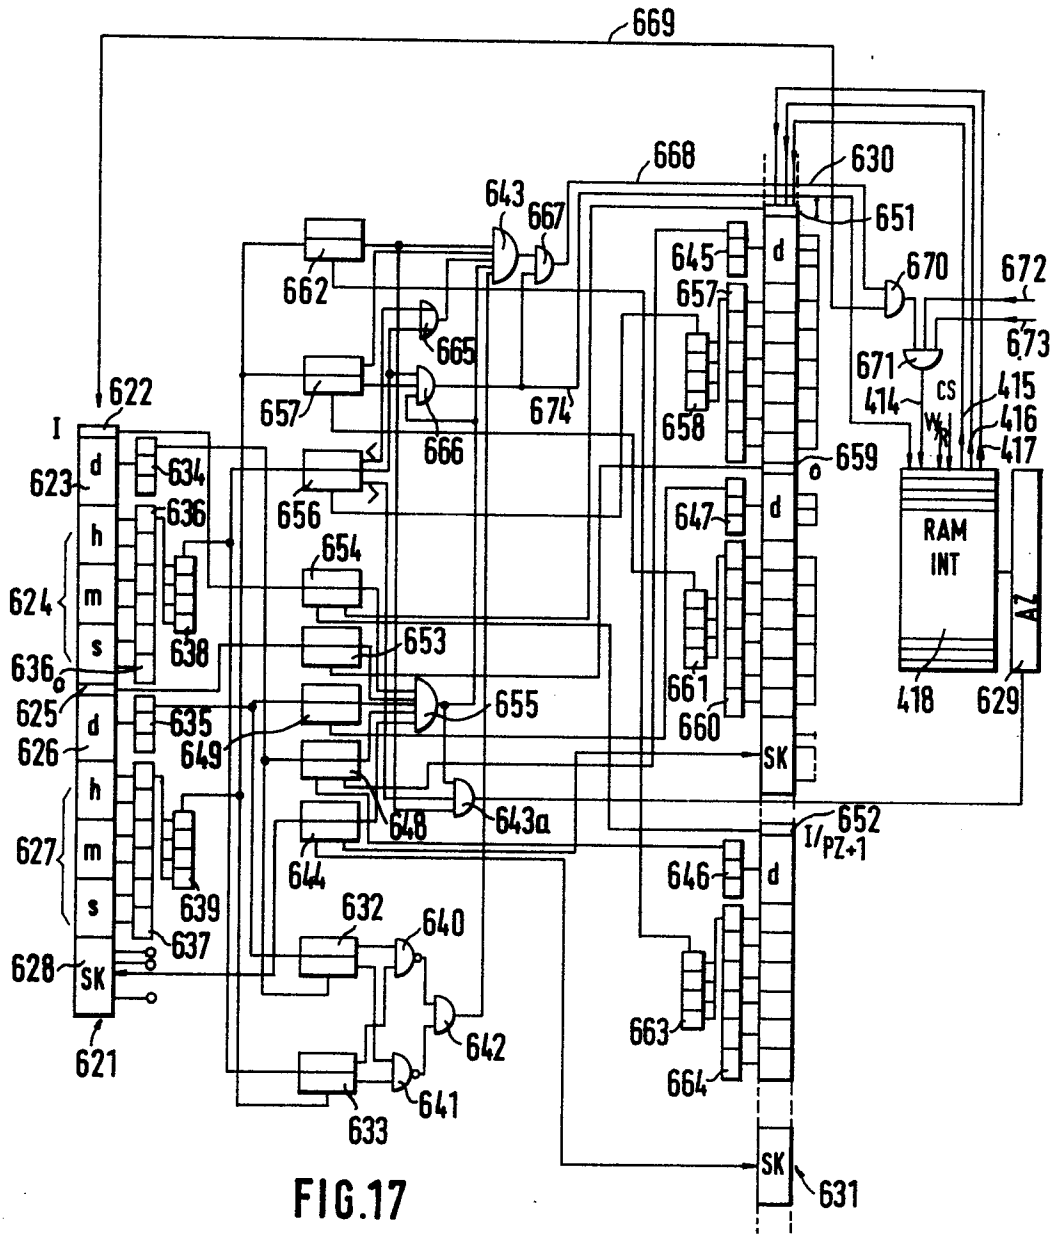 669
668
630
643
667
651
645
d
670
672
662
657
665
673
671
CS
415
414
416
W/R
417
I
622
657
674
658
666
659
O
d
634
623
<
656
>
647
d
RAM
INT
636
h
654
624
m
638
s
653
661
AZ
636
O
655
660
418
629
625
d
635
626
649
SK
h
648
643a
652
I/PZ+1
627
m
644
646
d
639
s
632
640
637
628
SK
663
642
621
664
633
641
SK
631
FIG.17